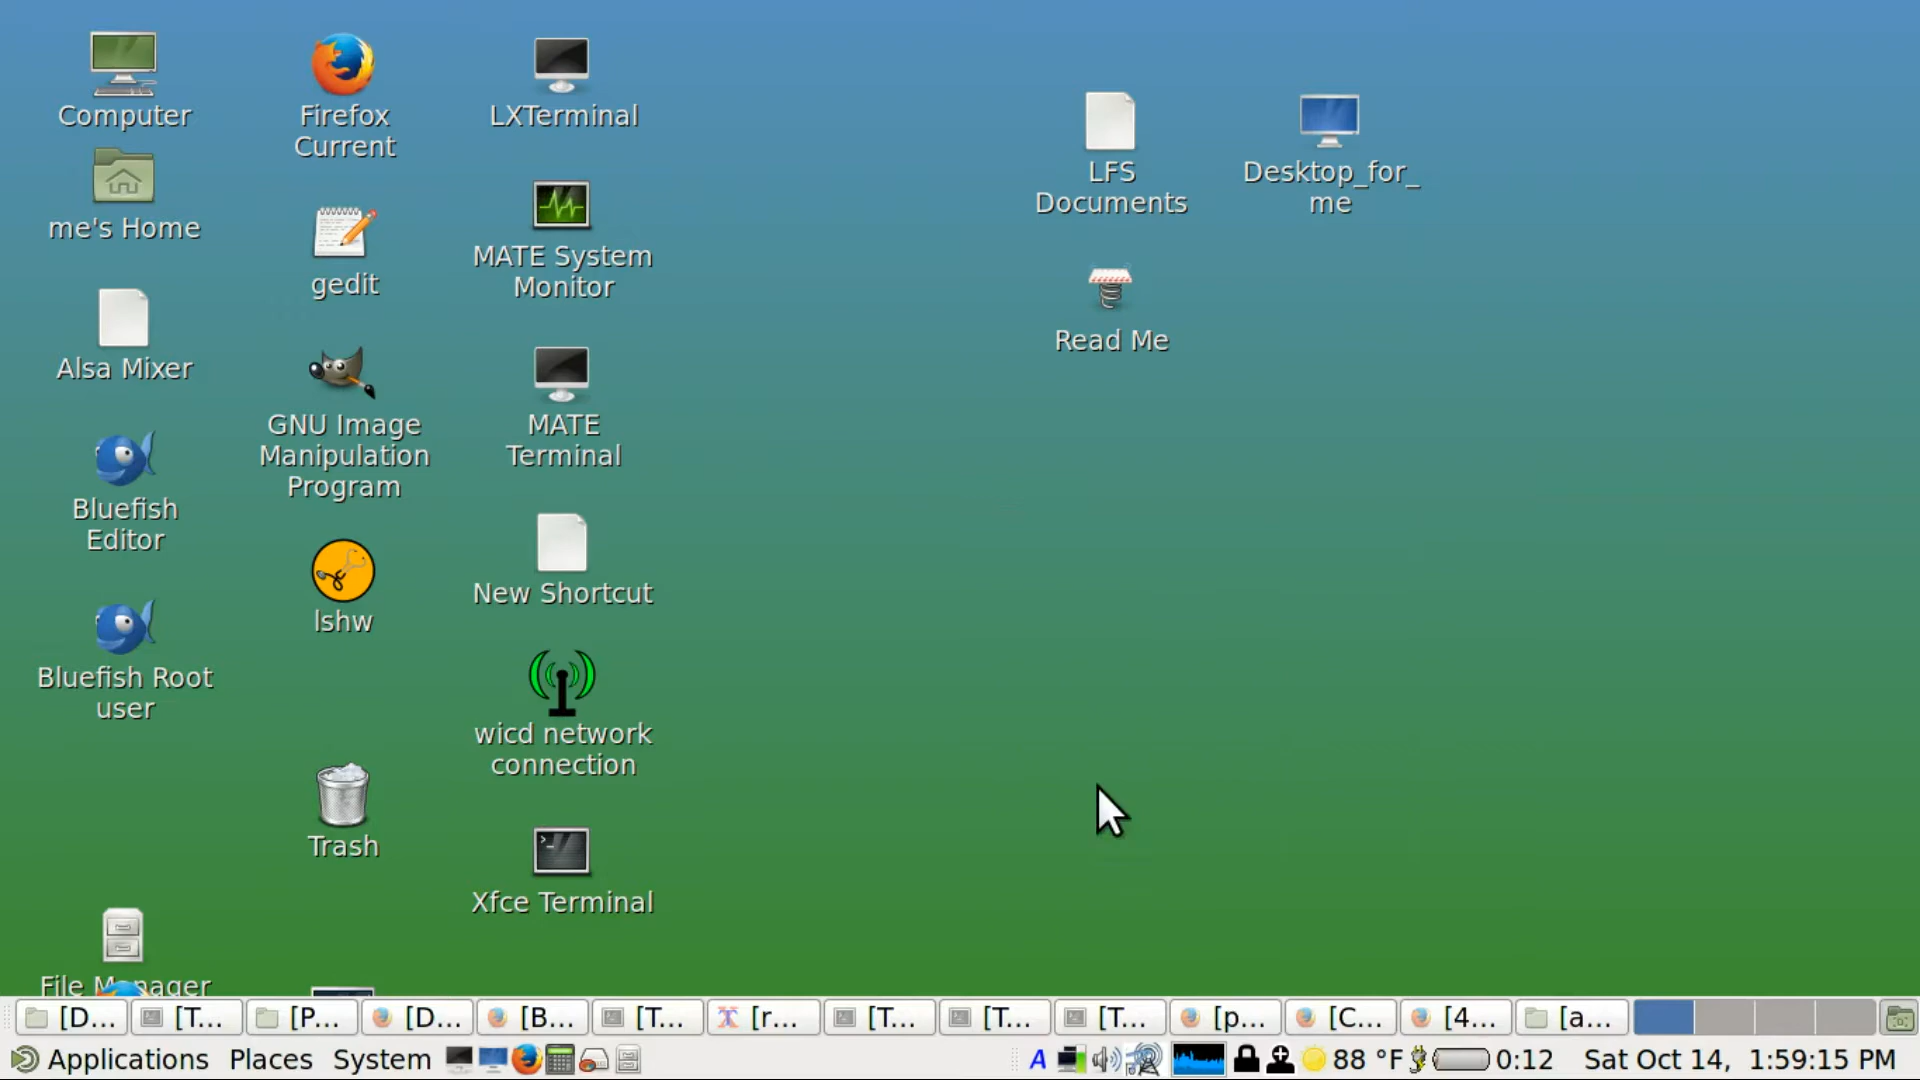 Computer
me's Home
Alsa Mixer
Bluefish
Editor
Bluefish Root
user
File Manager
Firefox
Current
gedit
GNU Image
Manipulation
Program
lshw
Trash
LXTerminal
MATE System
Monitor
MATE
Terminal
New Shortcut
wicd network
connection
Xfce Terminal
LFS
Documents
Read Me
Desktop_for_
me
[D... [T... [P... [D... [B... [T... [r... [T... [T... [T... [p... [C... [4... [a...
Applications Places System A 88 °F 0:12 Sat Oct 14, 1:59:15 PM